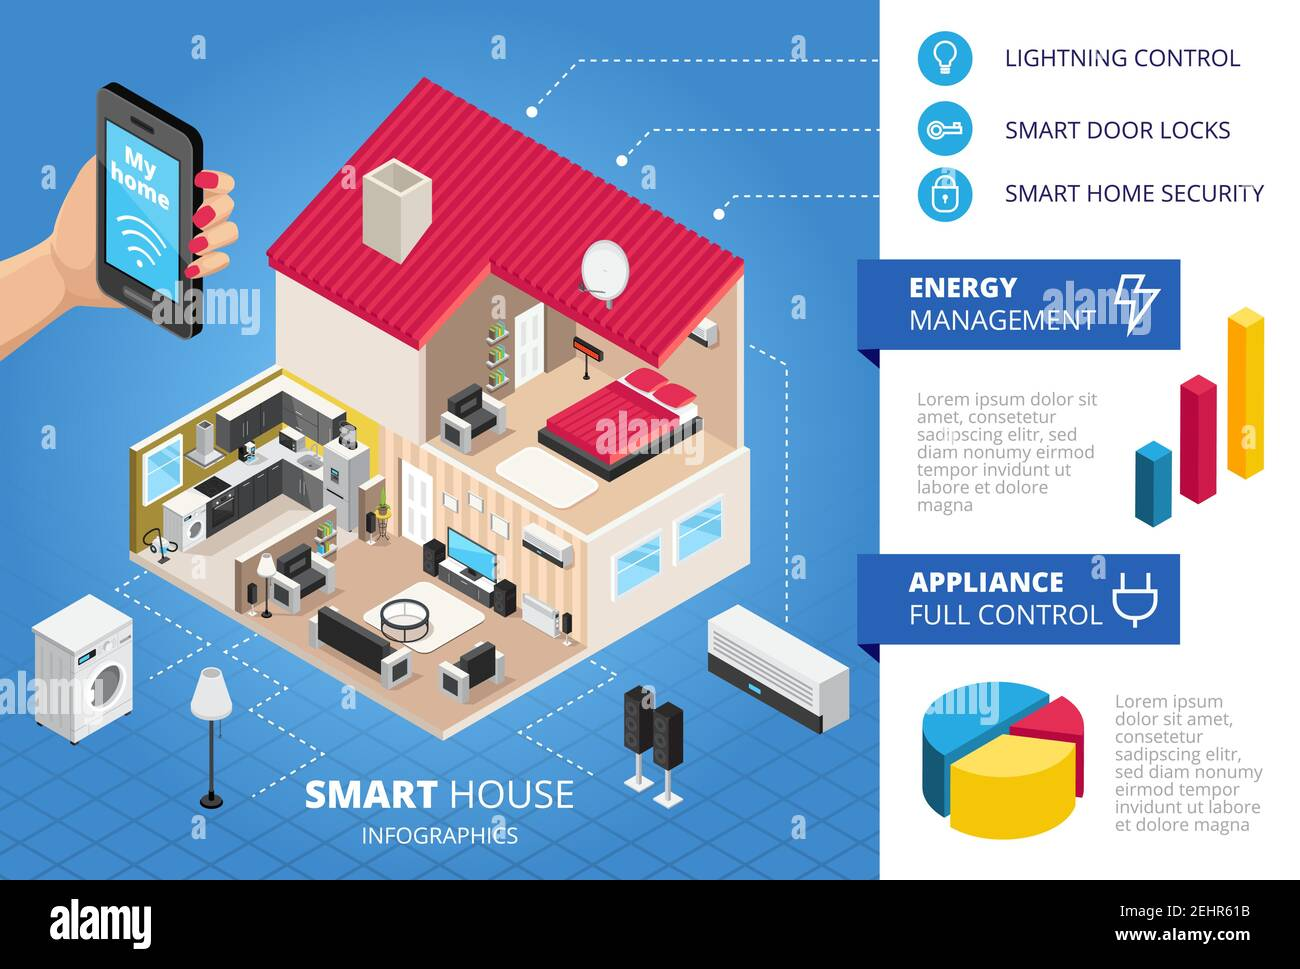 My
home
LIGHTNING CONTROL
SMART DOOR LOCKS
SMART HOME SECURITY
ENERGY
MANAGEMENT
Lorem ipsum dolor sit
amet, consetetur
sadipscing elitr, sed
diam nonumy eirmod
tempor invidunt ut
labore et dolore
magna
APPLIANCE
FULL CONTROL
Lorem ipsum
dolor sit amet,
consetetur
sadipscing elitr,
sed diam nonumy
eirmod tempor
invidunt ut labore
et dolore magna
SMART HOUSE
INFOGRAPHICS
a a a a
alamy
Image ID: 2EHR61B
www.alamy.com